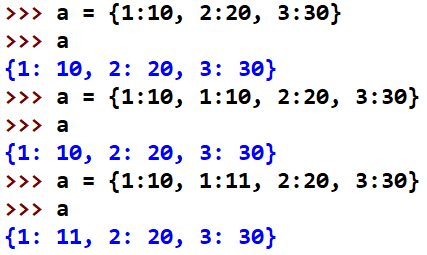 >>> a = {1:10, 2:20, 3:30}
>>> a
{1: 10, 2: 20, 3: 30}
>>> a = {1:10, 1:10, 2:20, 3:30}
>>> a
{1: 10, 2: 20, 3: 30}
>>> a = {1:10, 1:11, 2:20, 3:30}
>>> a
{1: 11, 2: 20, 3: 30}